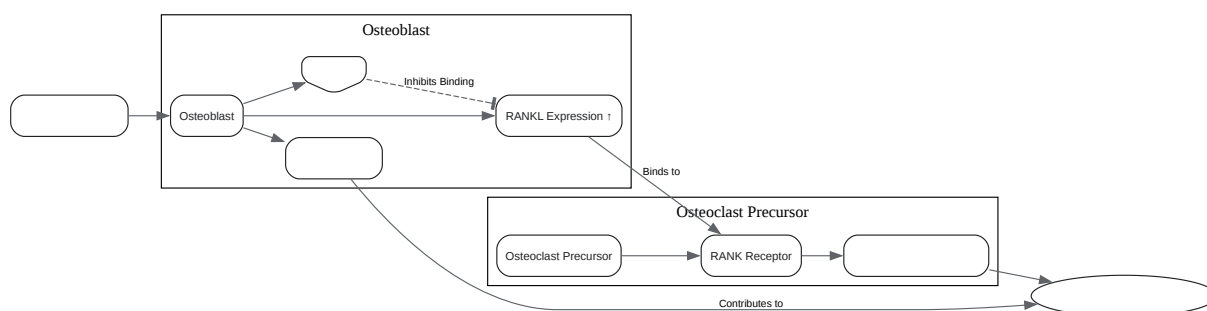 Osteoblast
Inhibits Binding
Osteoblast
RANKL Expression ↑
Binds to
Osteoclast Precursor
Osteoclast Precursor
RANK Receptor
Contributes to